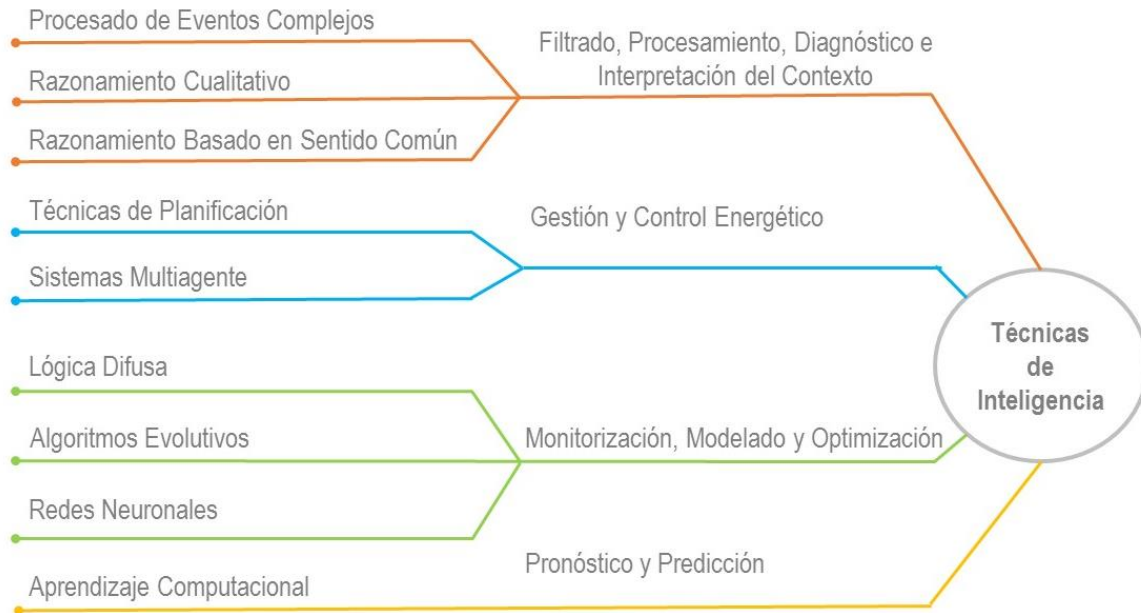 Procesado de Eventos Complejos
Razonamiento Cualitativo
Razonamiento Basado en Sentido Común
Filtrado, Procesamiento, Diagnóstico e
Interpretación del Contexto
Técnicas de Planificación
Sistemas Multiagente
Gestión y Control Energético
Lógica Difusa
Algoritmos Evolutivos
Redes Neuronales
Monitorización, Modelado y Optimización
Aprendizaje Computacional
Pronóstico y Predicción
Técnicas
de
Inteligencia